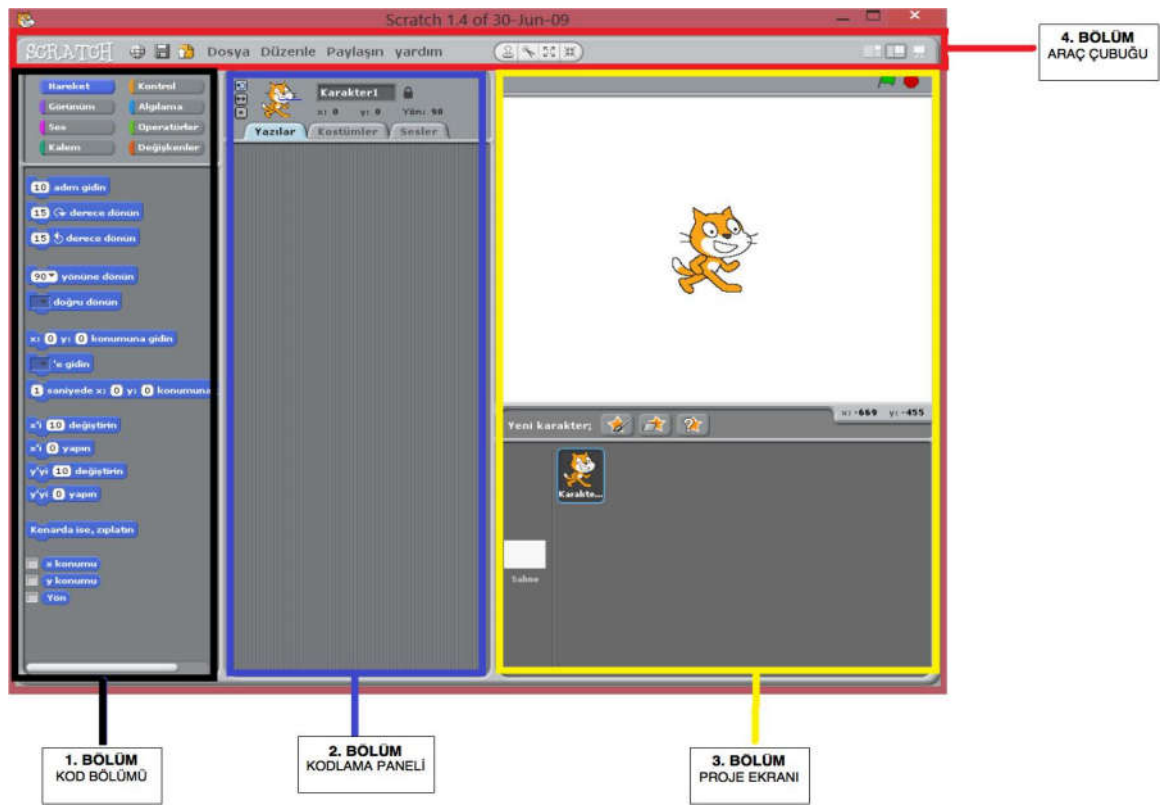 Scratch 1.4 of 30-Jun-09
SCRATCH Dosya Düzenle Paylaşın yardım
4. BÖLÜM
ARAÇ ÇUBUĞU
Hareket Kontrol
Görünüm Algılama
Ses Operatörler
Kalem Değişkenler
10 adım gidin
15 derece dönün
15 derece dönün
90 yönüne dönün
doğru dönün
x: 0 y: 0 konumuna gidin
'e gidin
1 saniyede x: 0 y: 0 konumuna
x'i 10 değiştirin
x'i 0 yapın
y'yi 10 değiştirin
y'yi 0 yapın
Kenarda ise, zıplatın
x konumu
y konumu
Yön
Karakter1
x: 0 y: 0 Yön: 90
Yazılar Kostümler Sesler
x: -669 y: -455
Yeni karakter;
Karakte...
Sahne
1. BÖLÜM
KOD BÖLÜMÜ
2. BÖLÜM
KODLAMA PANELİ
3. BÖLÜM
PROJE EKRANI